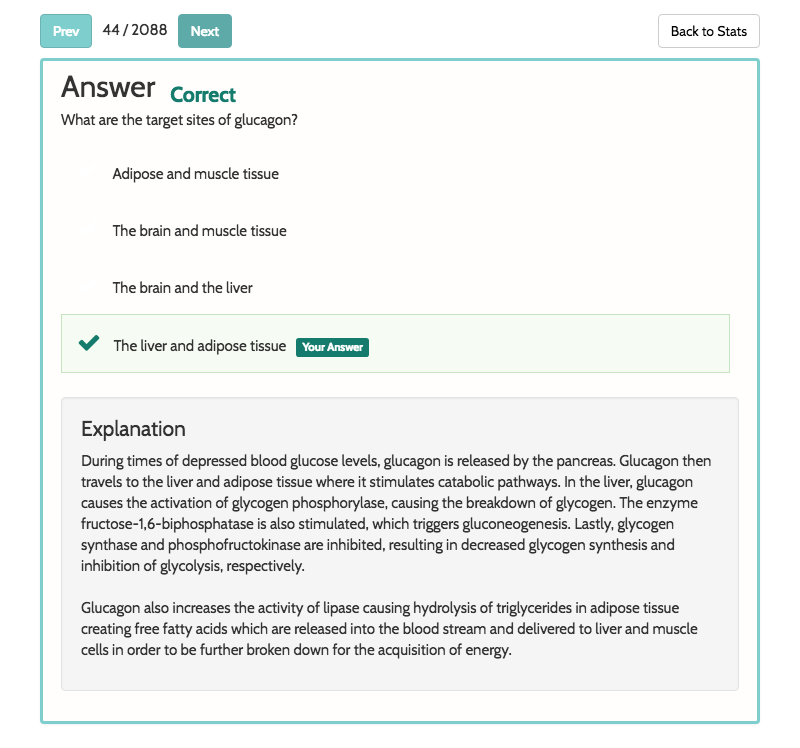 Prev 44 / 2088 Next Back to Stats
Answer Correct
What are the target sites of glucagon?
Adipose and muscle tissue
The brain and muscle tissue
The brain and the liver
The liver and adipose tissue Your Answer
Explanation
During times of depressed blood glucose levels, glucagon is released by the pancreas. Glucagon then
travels to the liver and adipose tissue where it stimulates catabolic pathways. In the liver, glucagon
causes the activation of glycogen phosphorylase, causing the breakdown of glycogen. The enzyme
fructose-1,6-biphosphatase is also stimulated, which triggers gluconeogenesis. Lastly, glycogen
synthase and phosphofructokinase are inhibited, resulting in decreased glycogen synthesis and
inhibition of glycolysis, respectively.
Glucagon also increases the activity of lipase causing hydrolysis of triglycerides in adipose tissue
creating free fatty acids which are released into the blood stream and delivered to liver and muscle
cells in order to be further broken down for the acquisition of energy.